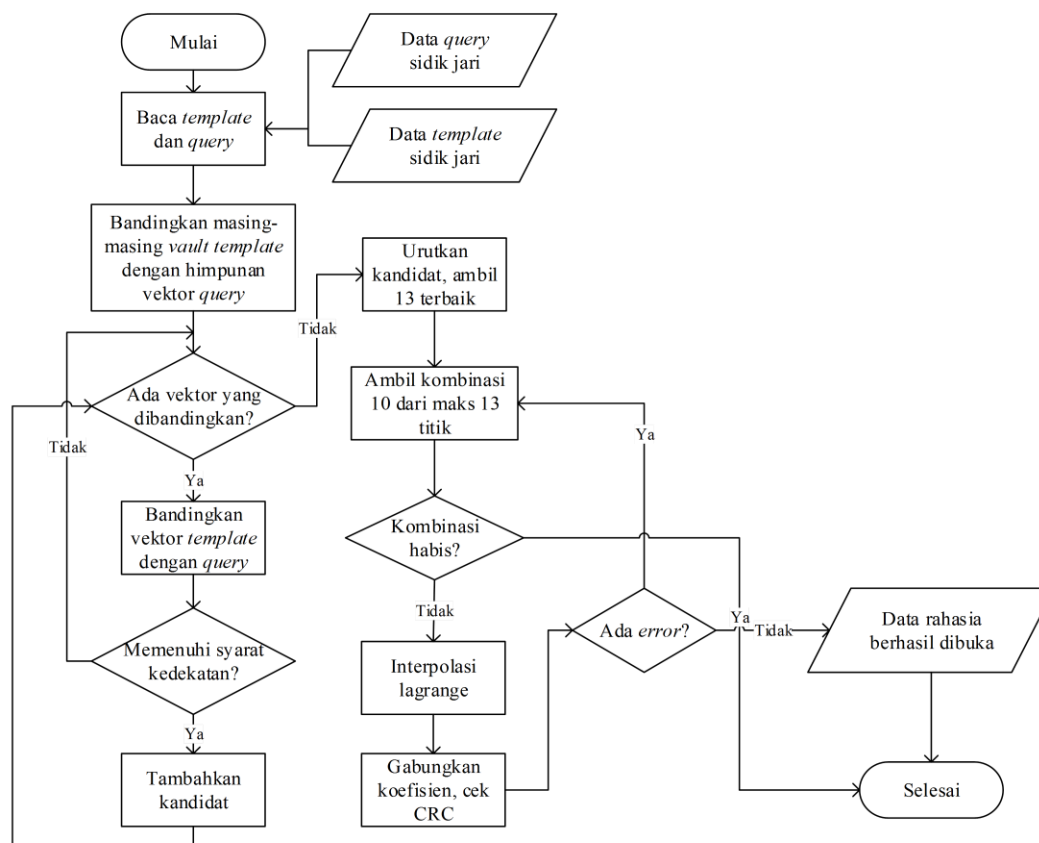 Mulai
Data query
sidik jari
Baca template
dan query
Data template
sidik jari
Bandingkan masing-
masing vault template
dengan himpunan
vektor query
Tidak
Ada vektor yang
dibandingkan?
Tidak
Ya
Bandingkan
vektor template
dengan query
Memenuhi syarat
kedekatan?
Ya
Tambahkan
kandidat
Urutkan
kandidat, ambil
13 terbaik
Ambil kombinasi
10 dari maks 13
titik
Ya
Kombinasi
habis?
Tidak
Ya
Interpolasi
lagrange
Gabungkan
koefisien, cek
CRC
Ada error?
Tidak
Data rahasia
berhasil dibuka
Selesai